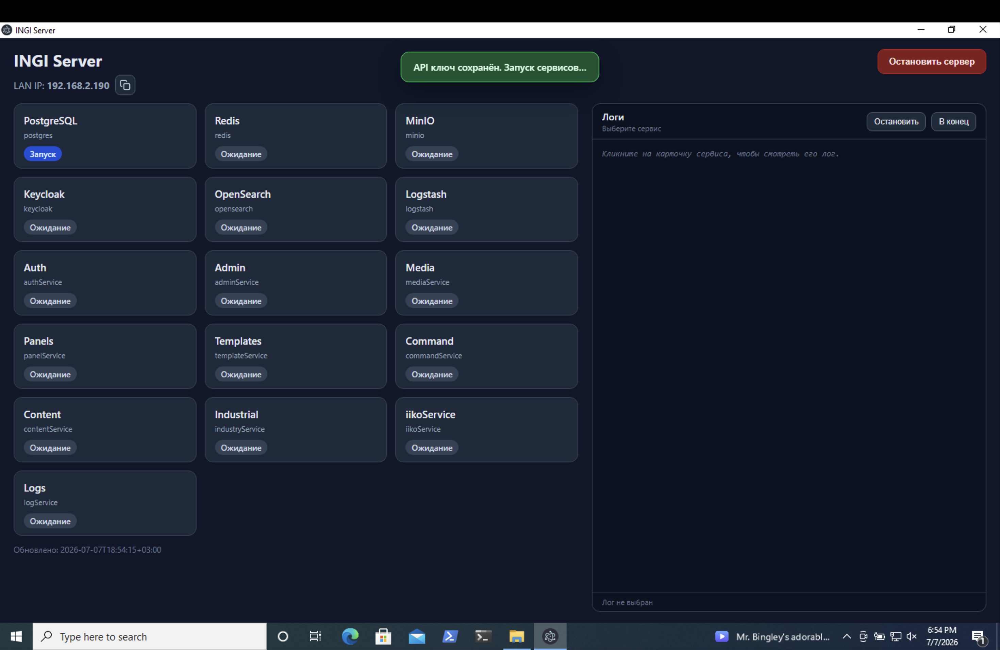 INGI Server
INGI Server
API ключ сохранён. Запуск сервисов...
Остановить сервер
LAN IP: 192.168.2.190
PostgreSQL
postgres
Запуск
Redis
redis
Ожидание
MinIO
minio
Ожидание
Keycloak
keycloak
Ожидание
OpenSearch
opensearch
Ожидание
Logstash
logstash
Ожидание
Auth
authService
Ожидание
Admin
adminService
Ожидание
Media
mediaService
Ожидание
Panels
panelService
Ожидание
Templates
templateService
Ожидание
Command
commandService
Ожидание
Content
contentService
Ожидание
Industrial
industryService
Ожидание
iikoService
iikoService
Ожидание
Logs
logService
Ожидание
Обновлено: 2026-07-07T18:54:15+03:00
Логи
Выберите сервис
Остановить
В конец
Кликните на карточку сервиса, чтобы смотреть его лог.
Лог не выбран
Type here to search
Mr. Bingley's adorabl...
6:54 PM
7/7/2026
1